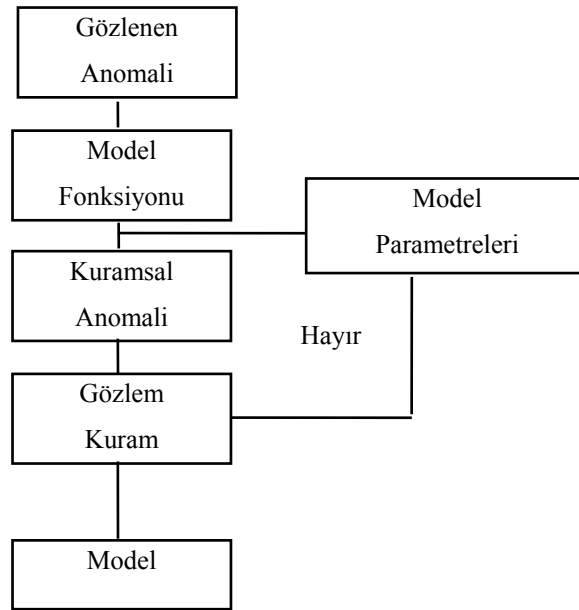 Gözlenen
Anomali
Model
Fonksiyonu
Model
Parametreleri
Kuramsal
Anomali
Hayır
Gözlem
Kuram
Model